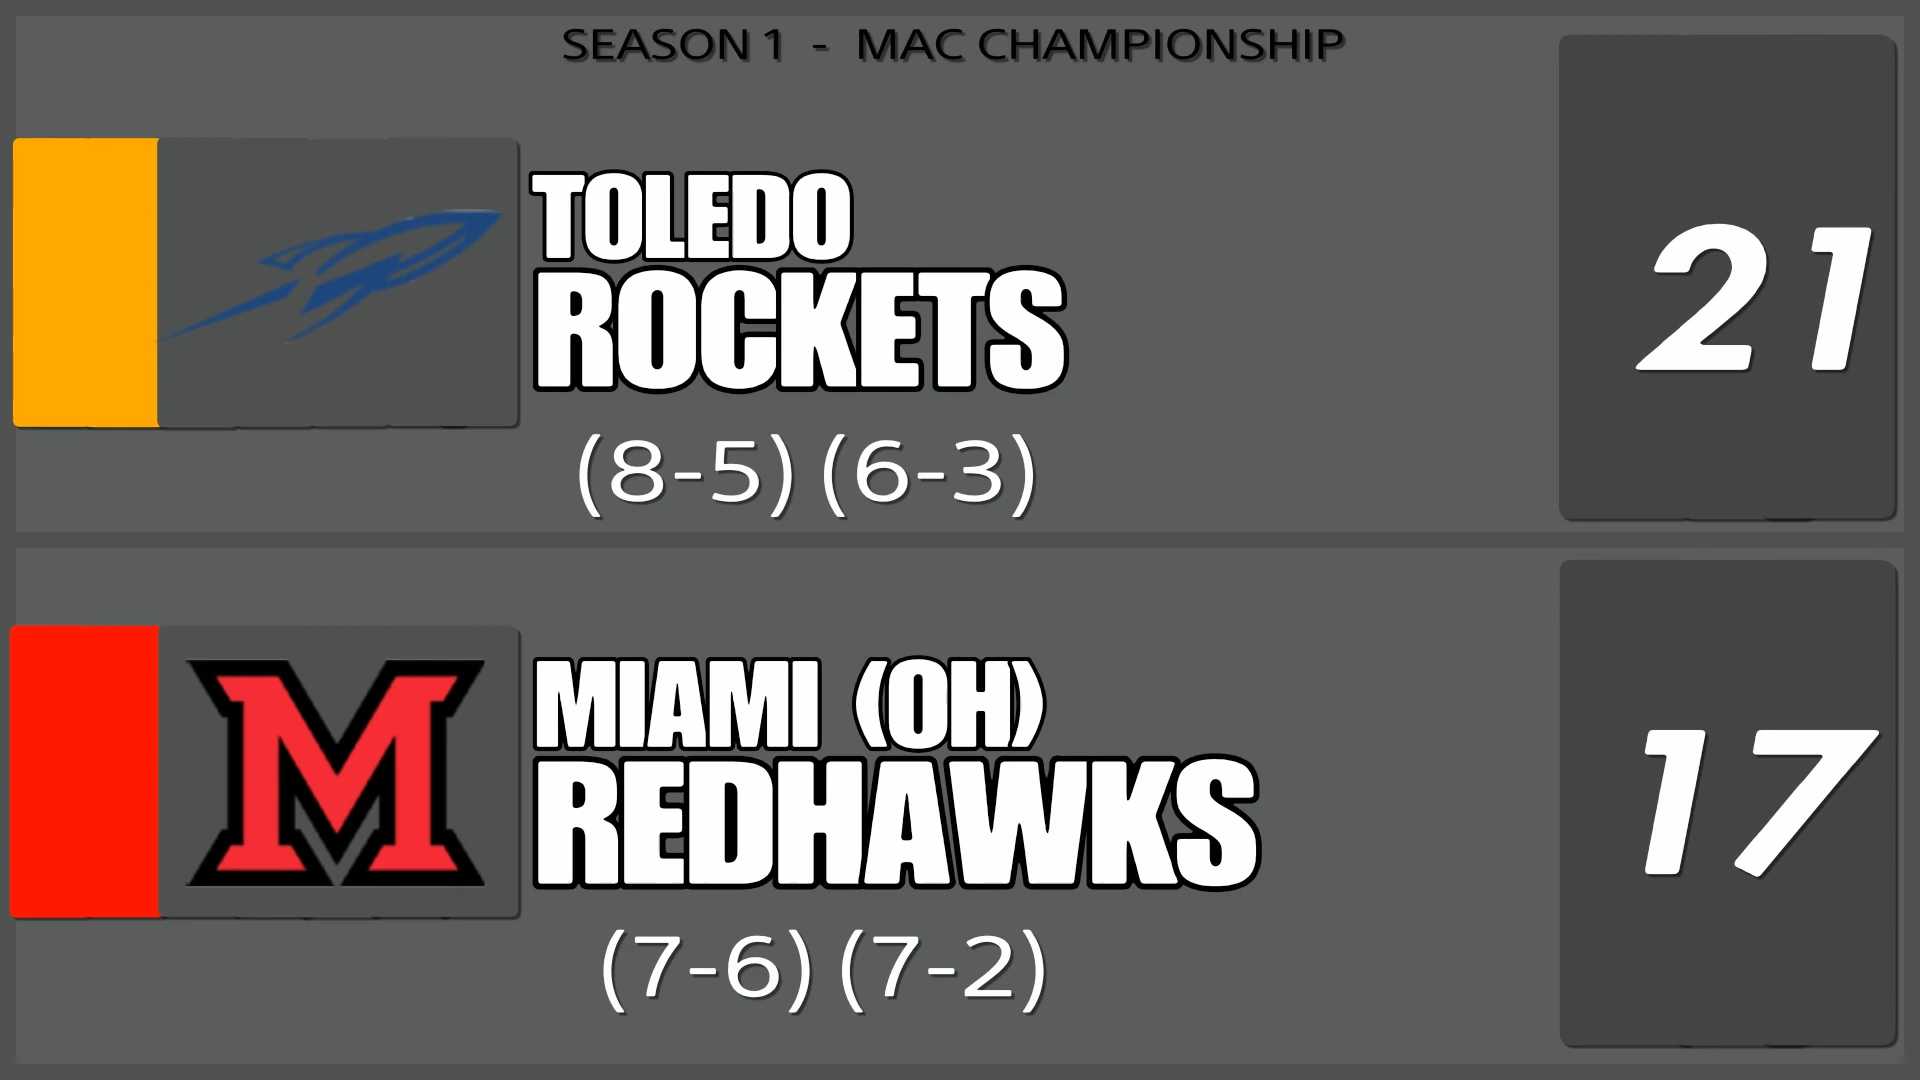 SEASON 1 - MAC CHAMPIONSHIP
TOLEDO
ROCKETS
21
(8-5) (6-3)
M
MIAMI (OH)
REDHAWKS
17
(7-6) (7-2)